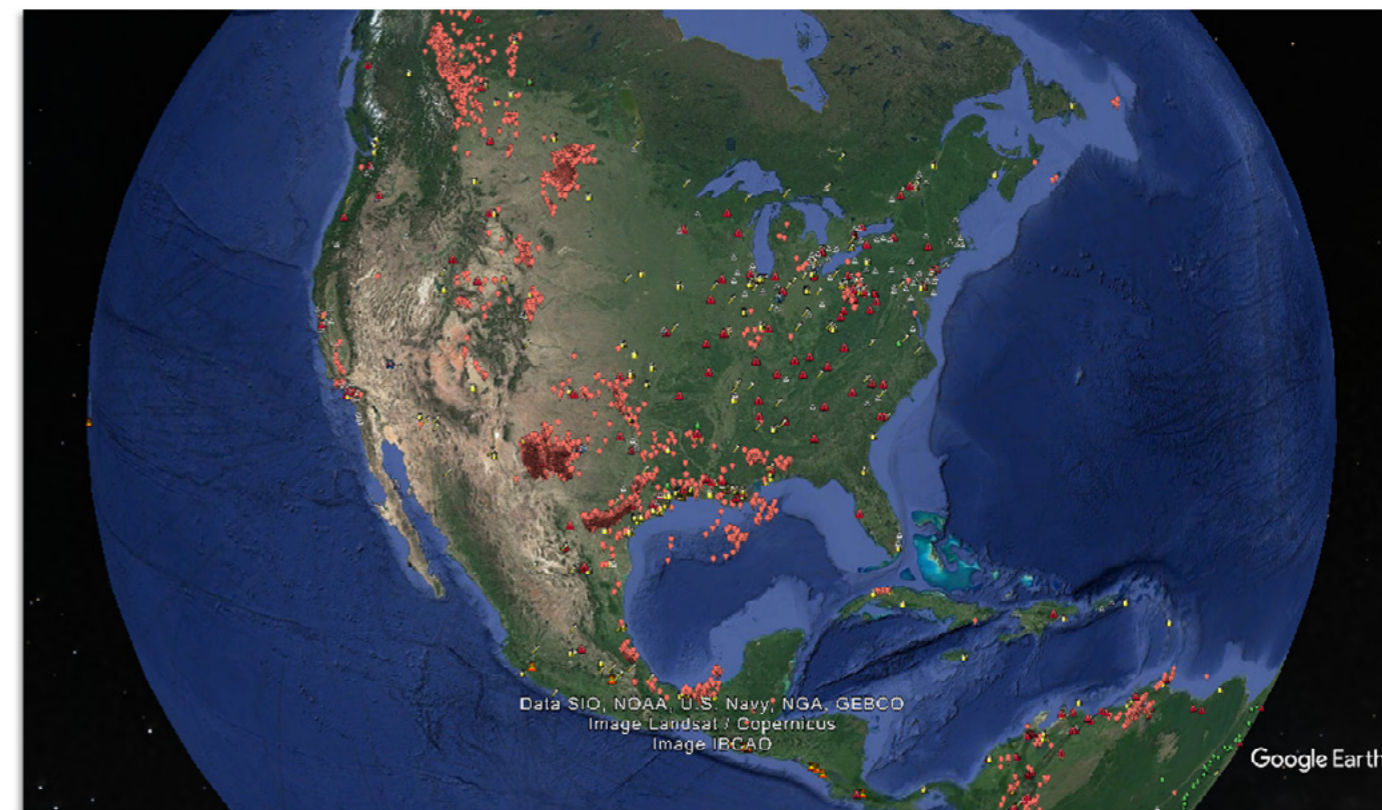 Data SIO, NOAA, U.S. Navy, NGA, GEBCO
Image Landsat / Copernicus
Image IBCAO
Google Earth